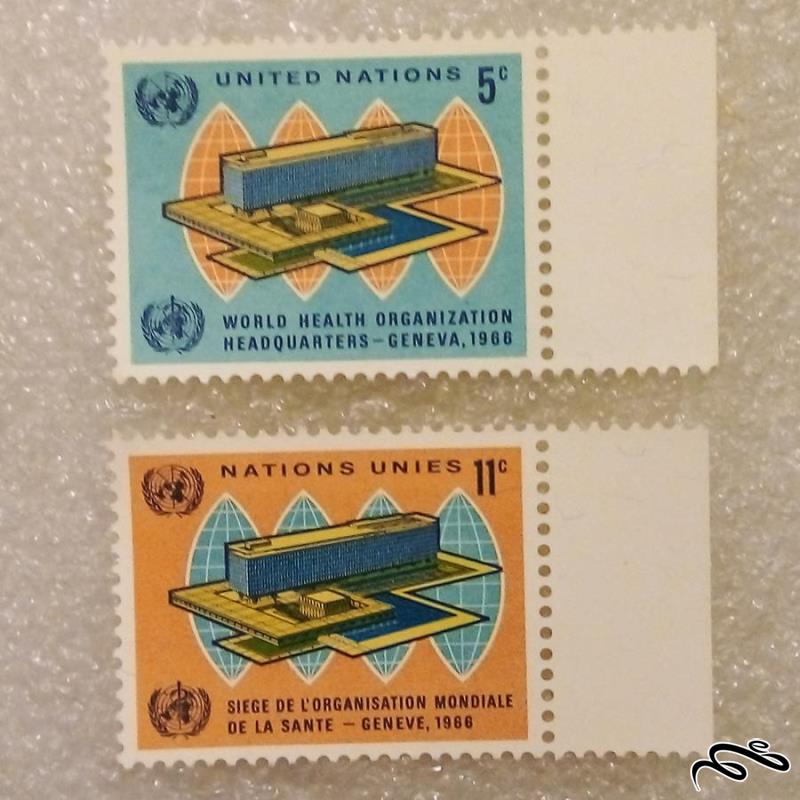 UNITED NATIONS 5c
WORLD HEALTH ORGANIZATION
HEADQUARTERS – GENEVA, 1966
NATIONS UNIES 11c
SIEGE DE L'ORGANISATION MONDIALE
DE LA SANTE – GENEVE, 1966